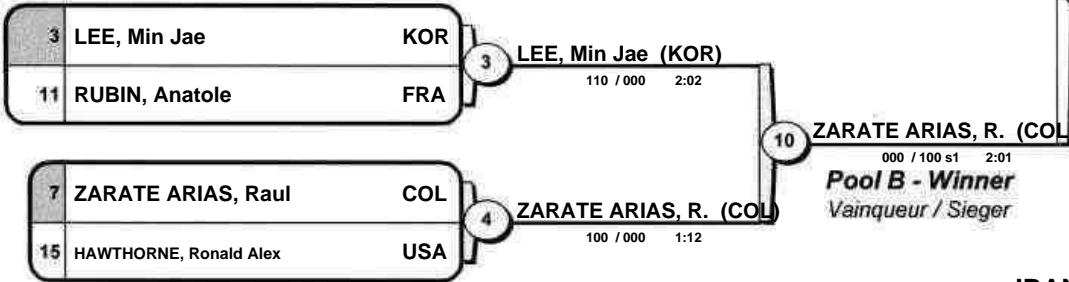 3 LEE, Min Jae KOR
11 RUBIN, Anatole FRA
3
LEE, Min Jae (KOR)
110 / 000 2:02
7 ZARATE ARIAS, Raul COL
15 HAWTHORNE, Ronald Alex USA
4
ZARATE ARIAS, R. (COL)
100 / 000 1:12
10
ZARATE ARIAS, R. (COL
000 / 100 s1 2:01
Pool B - Winner
Vainqueur / Sieger